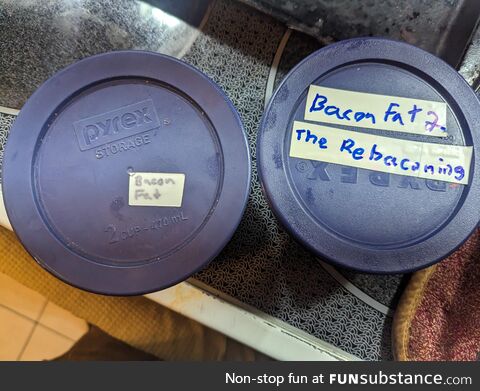 pyrex
STORAGE
Bacon
Fat
2 CUP - 470 mL
Bacon Fat 2.
The Rebaconing
PYREX
Non-stop fun at FUNsubstance.com